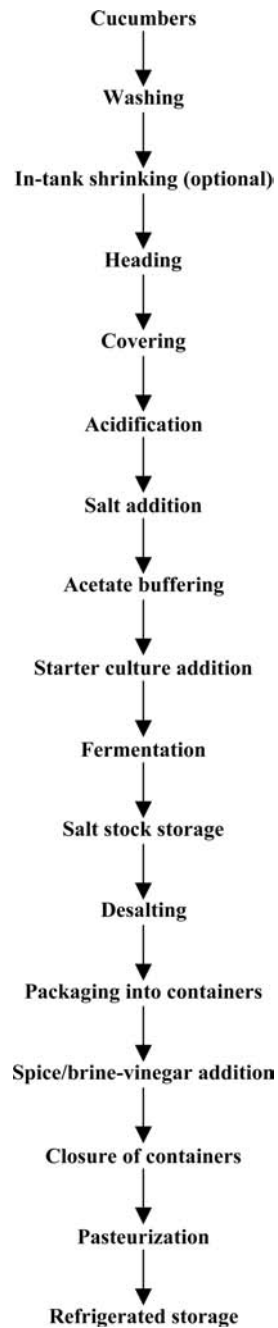 Cucumbers
Washing
In-tank shrinking (optional)
Heading
Covering
Acidification
Salt addition
Acetate buffering
Starter culture addition
Fermentation
Salt stock storage
Desalting
Packaging into containers
Spice/brine-vinegar addition
Closure of containers
Pasteurization
Refrigerated storage